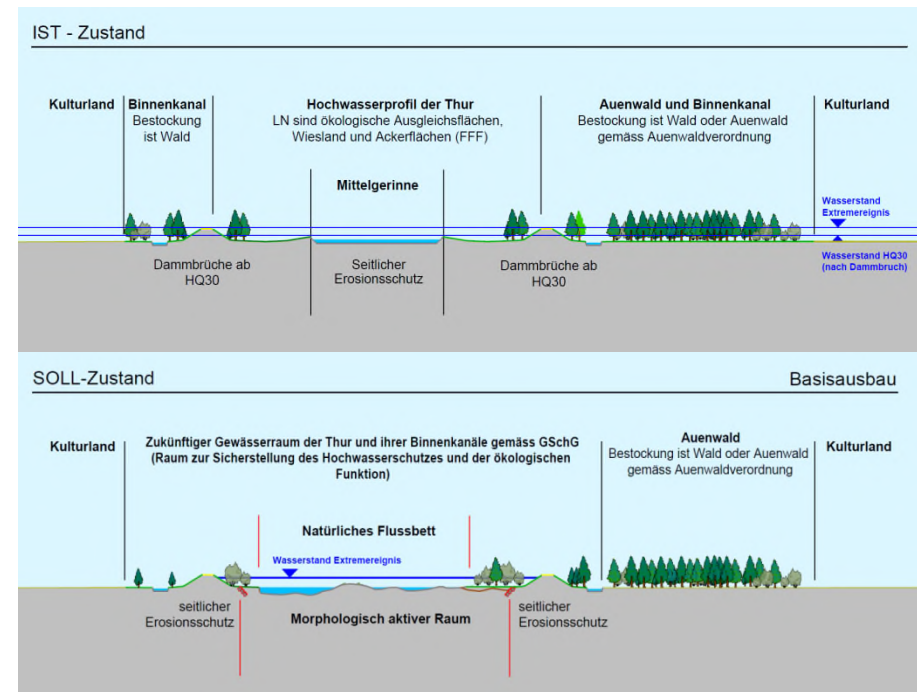 IST - Zustand
Kulturland
Binnenkanal
Bestockung
ist Wald
Hochwasserprofil der Thur
LN sind ökologische Ausgleichsflächen,
Wiesland und Ackerflächen (FFF)
Auenwald und Binnenkanal
Bestockung ist Wald oder Auenwald
gemäss Auenwaldverordnung
Kulturland
Mittelgerinne
Wasserstand
Extremereignis
Dammbrüche ab
HQ30
Seitlicher
Erosionsschutz
Dammbrüche ab
HQ30
Wasserstand HQ30
(nach Dammbruch)
SOLL-Zustand
Basisausbau
Kulturland
Zukünftiger Gewässerraum der Thur und ihrer Binnenkanäle gemäss GSchG
(Raum zur Sicherstellung des Hochwasserschutzes und der ökologischen
Funktion)
Auenwald
Bestockung ist Wald oder Auenwald
gemäss Auenwaldverordnung
Kulturland
Natürliches Flussbett
Wasserstand Extremereignis
seitlicher
Erosionsschutz
Morphologisch aktiver Raum
seitlicher
Erosionsschutz